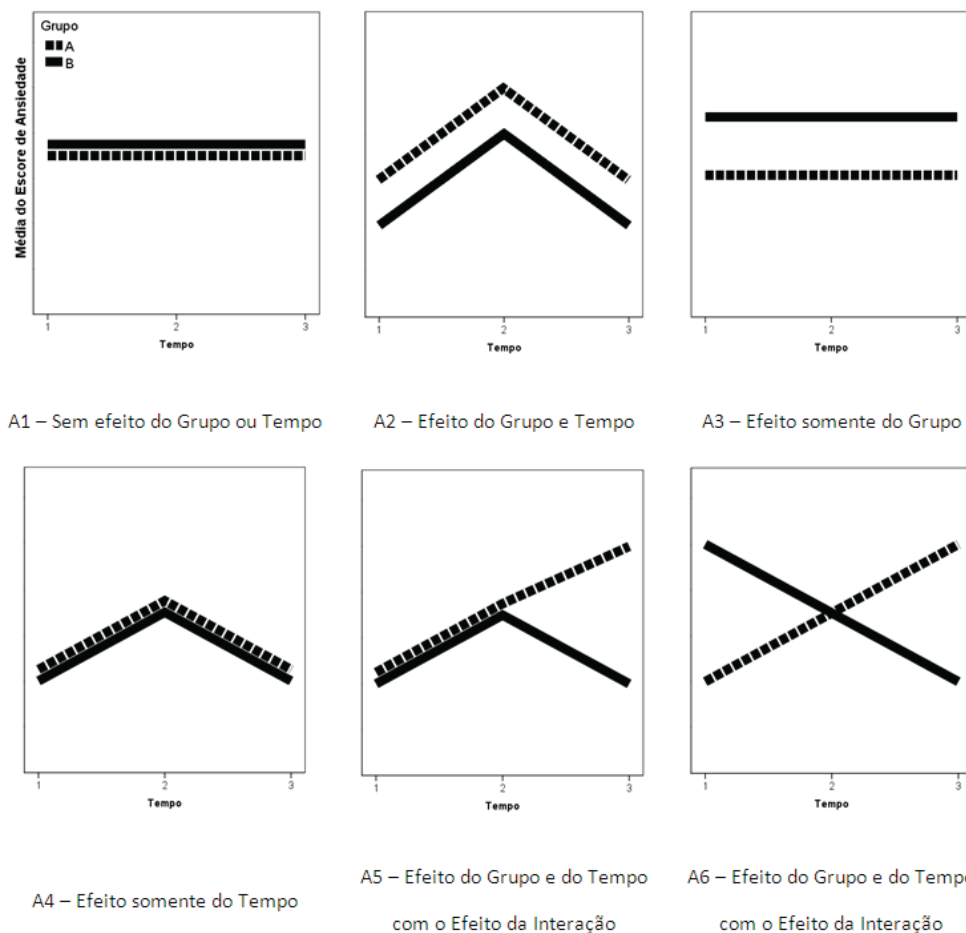 Grupo
A
B
Média do Escore de Ansiedade
1 2 3
Tempo
1 2 3
Tempo
1 2 3
Tempo
A1 – Sem efeito do Grupo ou Tempo
A2 – Efeito do Grupo e Tempo
A3 – Efeito somente do Grupo
1 2 3
Tempo
1 2 3
Tempo
1 2 3
Tempo
A4 – Efeito somente do Tempo
A5 – Efeito do Grupo e do Tempo
com o Efeito da Interação
A6 – Efeito do Grupo e do Temp
com o Efeito da Interação